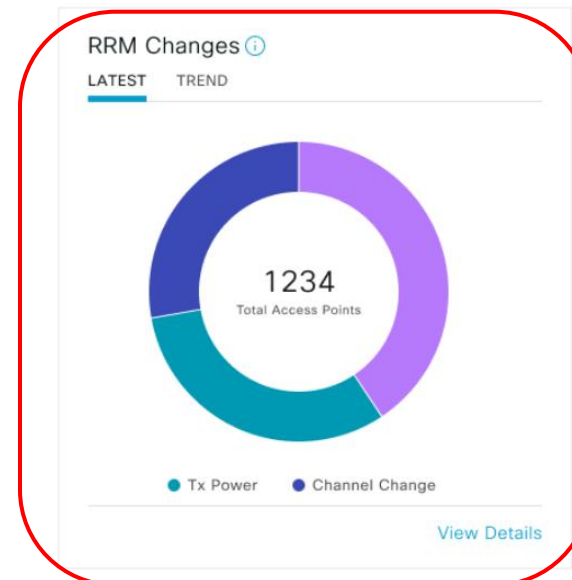 RRM Changes
LATEST TREND
1234
Total Access Points
Tx Power Channel Change
View Details